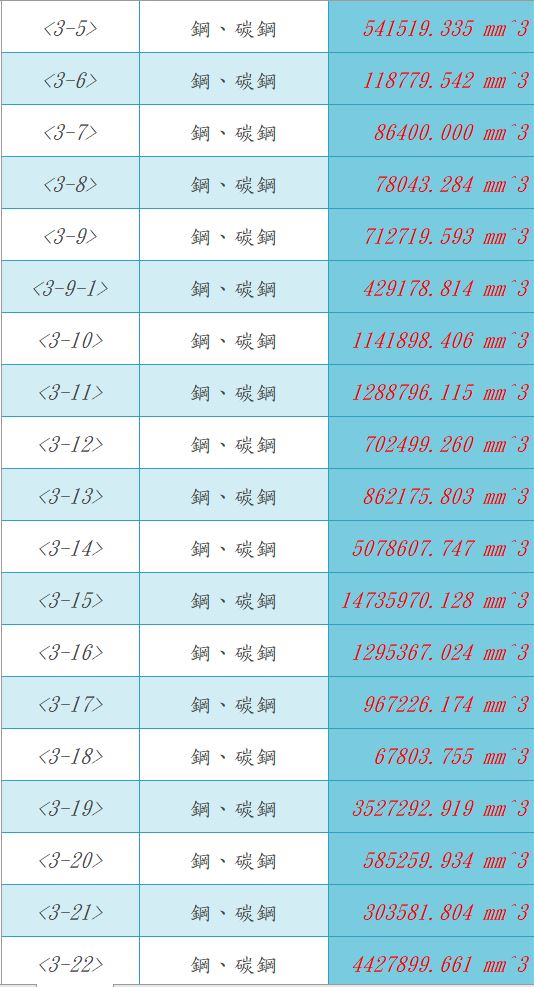 <3-5> 鋼、碳鋼 541519.335 mm^3
<3-6> 鋼、碳鋼 118779.542 mm^3
<3-7> 鋼、碳鋼 86400.000 mm^3
<3-8> 鋼、碳鋼 78043.284 mm^3
<3-9> 鋼、碳鋼 712719.593 mm^3
<3-9-1> 鋼、碳鋼 429178.814 mm^3
<3-10> 鋼、碳鋼 1141898.406 mm^3
<3-11> 鋼、碳鋼 1288796.115 mm^3
<3-12> 鋼、碳鋼 702499.260 mm^3
<3-13> 鋼、碳鋼 862175.803 mm^3
<3-14> 鋼、碳鋼 5078607.747 mm^3
<3-15> 鋼、碳鋼 14735970.128 mm^3
<3-16> 鋼、碳鋼 1295367.024 mm^3
<3-17> 鋼、碳鋼 967226.174 mm^3
<3-18> 鋼、碳鋼 67803.755 mm^3
<3-19> 鋼、碳鋼 3527292.919 mm^3
<3-20> 鋼、碳鋼 585259.934 mm^3
<3-21> 鋼、碳鋼 303581.804 mm^3
<3-22> 鋼、碳鋼 4427899.661 mm^3